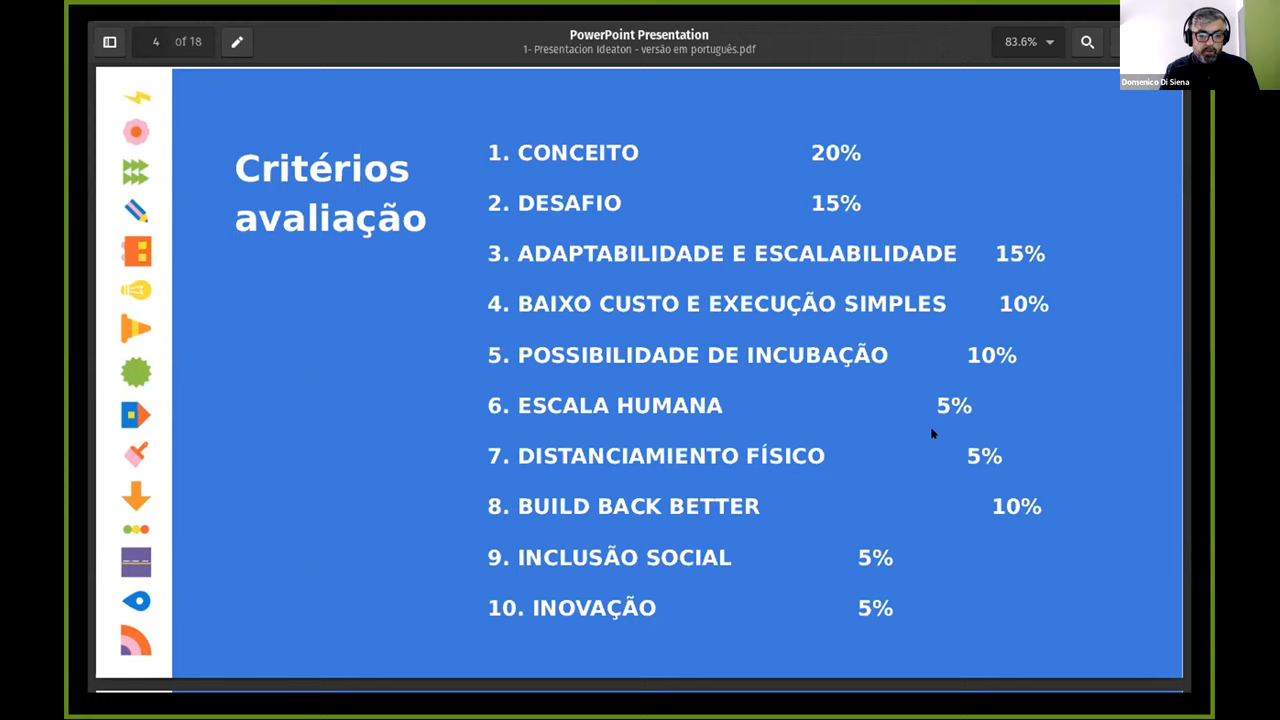 4 of 18
PowerPoint Presentation
1- Presentacion Ideaton - versão em português.pdf
83.6%
Domenico Di Siena
Critérios
avaliação
1. CONCEITO 20%
2. DESAFIO 15%
3. ADAPTABILIDADE E ESCALABILIDADE 15%
4. BAIXO CUSTO E EXECUÇÃO SIMPLES 10%
5. POSSIBILIDADE DE INCUBAÇÃO 10%
6. ESCALA HUMANA 5%
7. DISTANCIAMIENTO FÍSICO 5%
8. BUILD BACK BETTER 10%
9. INCLUSÃO SOCIAL 5%
10. INOVAÇÃO 5%